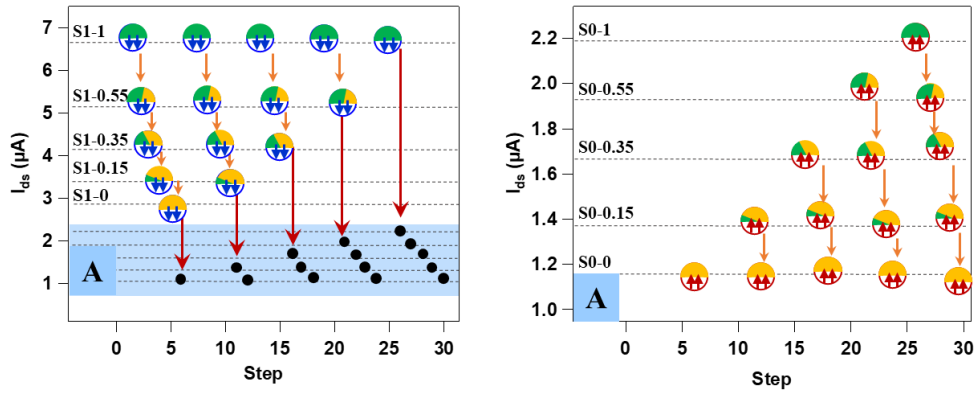 7
6
5
4
3
2
1
I_ds (µA)
S1-1
S1-0.55
S1-0.35
S1-0.15
S1-0
A
0 5 10 15 20 25 30
Step
2.2
2.0
1.8
1.6
1.4
1.2
1.0
I_ds (µA)
S0-1
S0-0.55
S0-0.35
S0-0.15
S0-0
A
0 5 10 15 20 25 30
Step